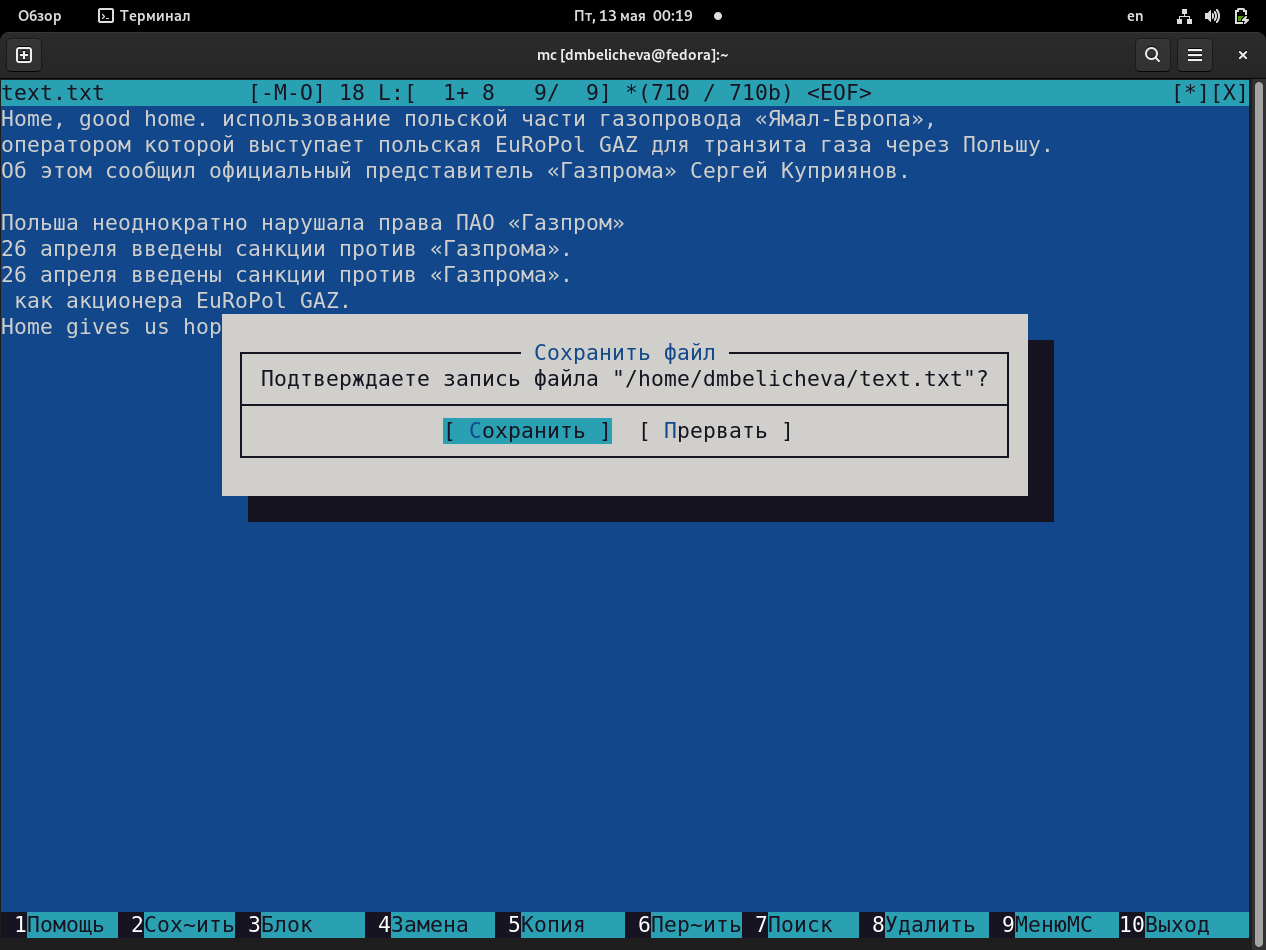 Обзор Терминал Пт, 13 мая 00:19 en
mc [dmbelicheva@fedora]:~
text.txt [-M-O] 18 L:[ 1+ 8 9/ 9] *(710 / 710b) <EOF> [*][X]
Home, good home. использование польской части газопровода «Ямал-Европа»,
оператором которой выступает польская EuRoPol GAZ для транзита газа через Польшу.
Об этом сообщил официальный представитель «Газпрома» Сергей Куприянов.
Польша неоднократно нарушала права ПАО «Газпром»
26 апреля введены санкции против «Газпрома».
26 апреля введены санкции против «Газпрома».
как акционера EuRoPol GAZ.
Home gives us hop
Сохранить файл
Подтверждаете запись файла "/home/dmbelicheva/text.txt"?
[ Сохранить ] [ Прервать ]
1Помощь 2Сох~ить 3Блок 4Замена 5Копия 6Пер~ить 7Поиск 8Удалить 9МенюМС 10Выход